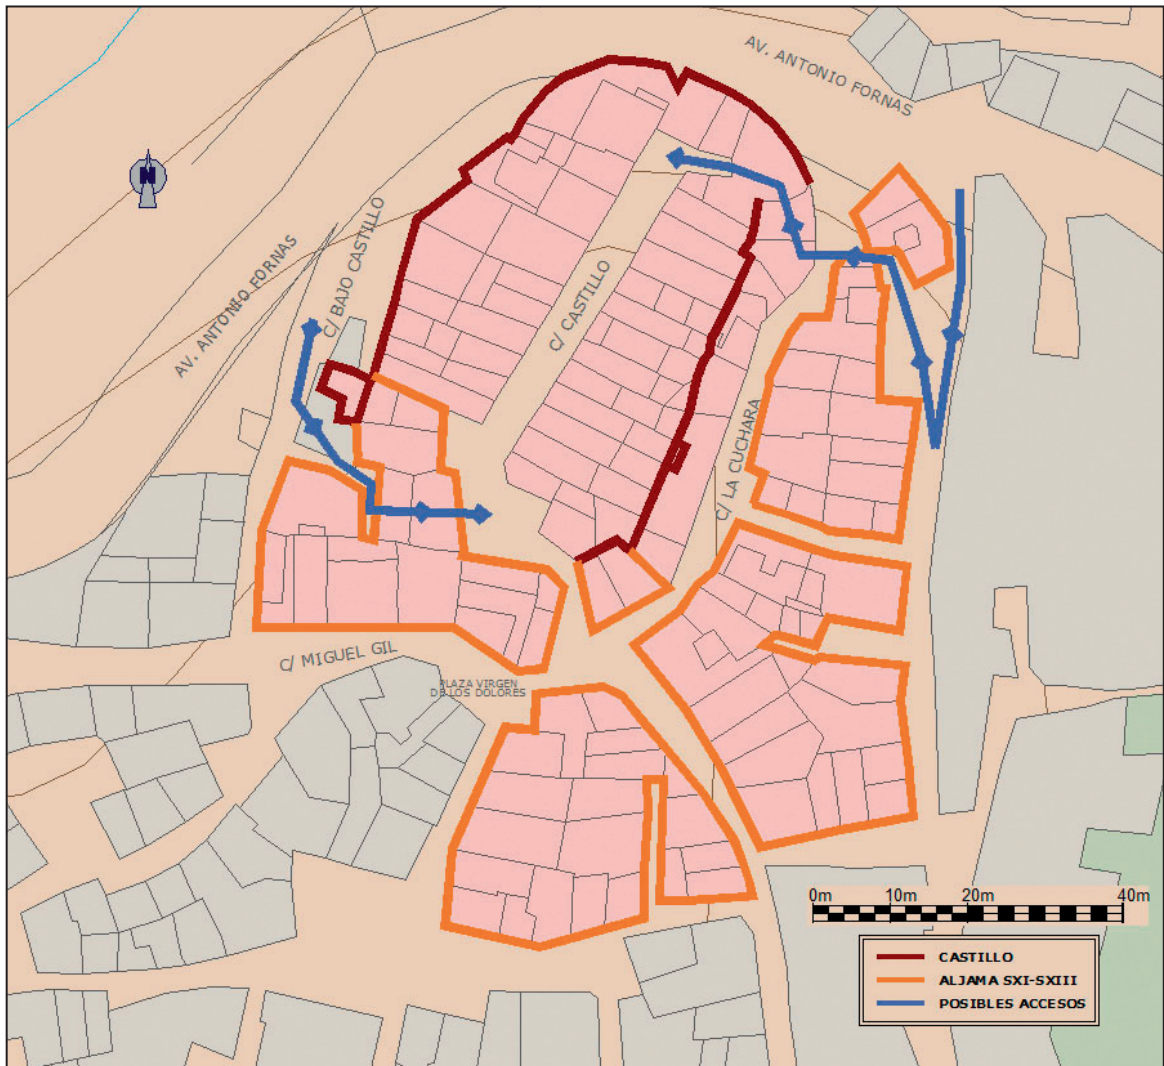 AV. ANTONIO FORNAS
N
C/ BAJO CASTILLO
AV. ANTONIO FORNAS
C/ CASTILLO
C/ LA CUCHARA
C/ MIGUEL GIL
PLAZA VIRGEN
DE LOS DOLORES
0m 10m 20m 40m
CASTILLO
ALJAMA SXI-SXIII
POSIBLES ACCESOS